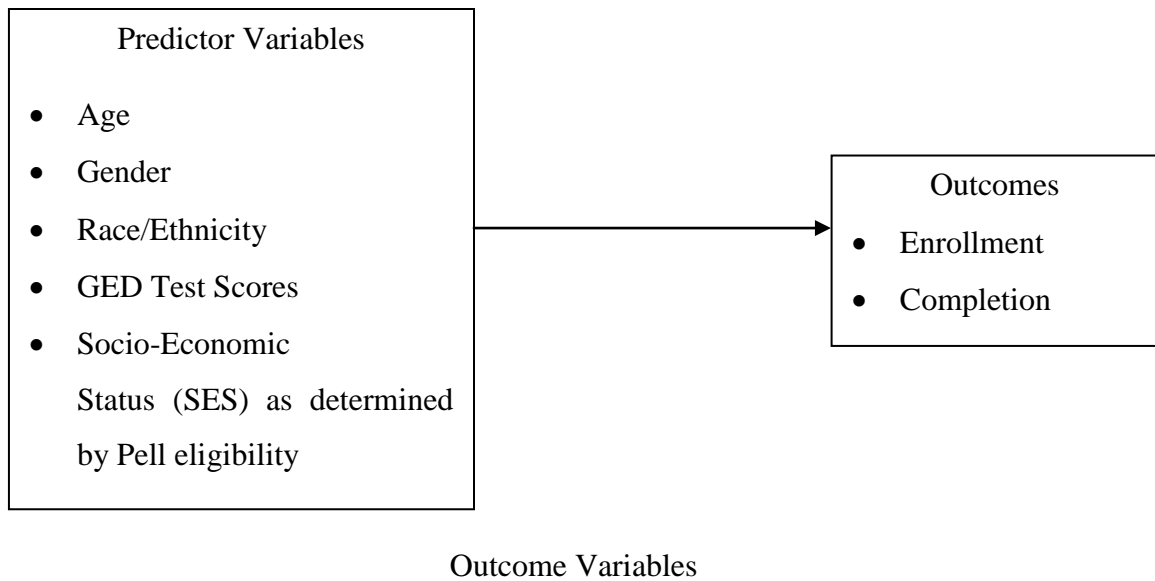 Predictor Variables
• Age
• Gender
• Race/Ethnicity
• GED Test Scores
• Socio-Economic
Status (SES) as determined
by Pell eligibility
Outcomes
• Enrollment
• Completion
Outcome Variables